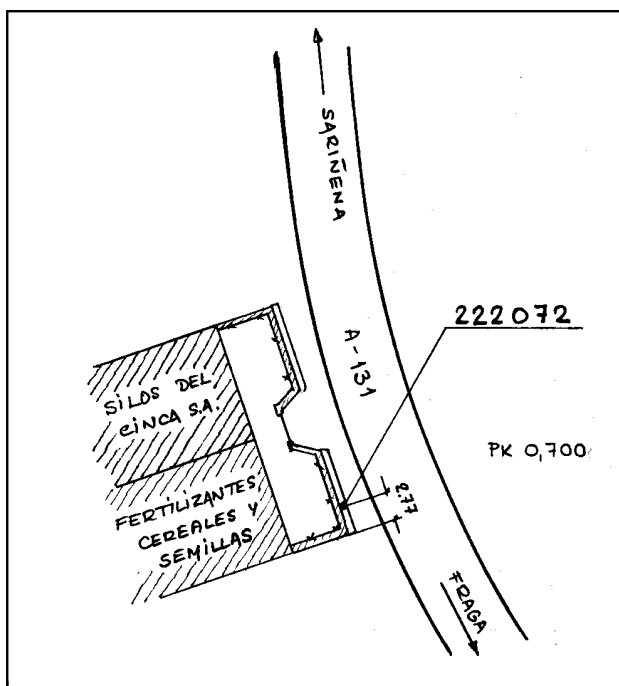 SARIÑENA
222072
A-131
SiLOS DEL
CiNCA S.A.
PK 0,700
2.77
FERTILIZANTES
CEREALES Y
SEMILLAS
FRAGA